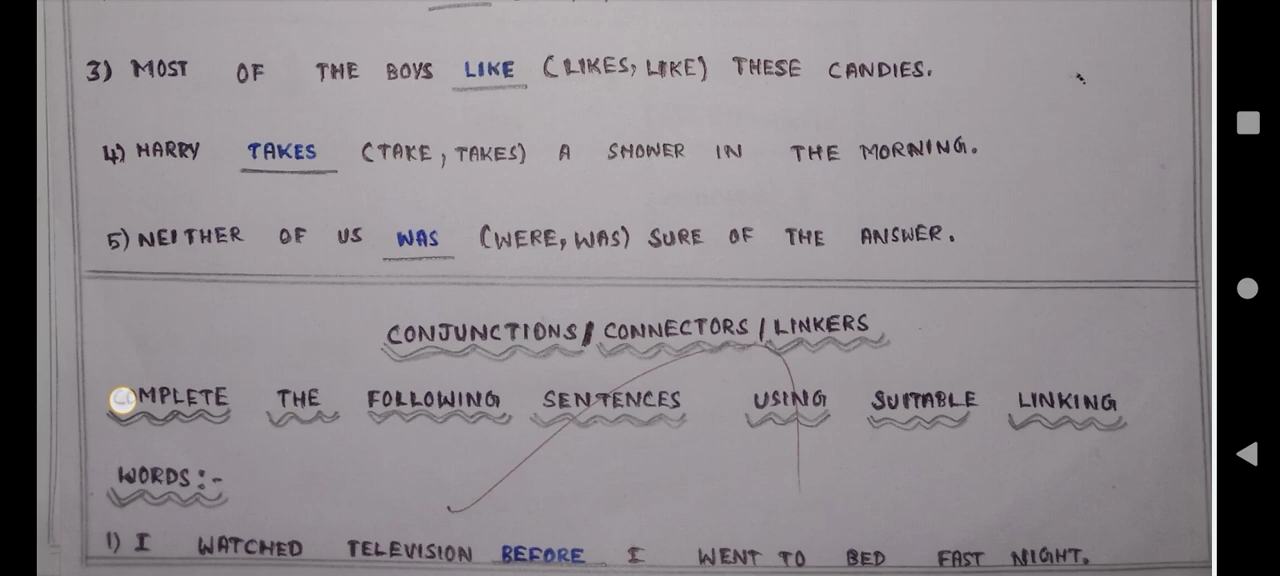 3) MOST OF THE BOYS LIKE (LIKES, LIKE) THESE CANDIES.
4) HARRY TAKES (TAKE, TAKES) A SHOWER IN THE MORNING.
5) NEITHER OF US WAS (WERE, WAS) SURE OF THE ANSWER.
CONJUNCTIONS / CONNECTORS / LINKERS
COMPLETE THE FOLLOWING SENTENCES USING SUITABLE LINKING
WORDS:-
1) I WATCHED TELEVISION BEFORE I WENT TO BED FAST NIGHT.